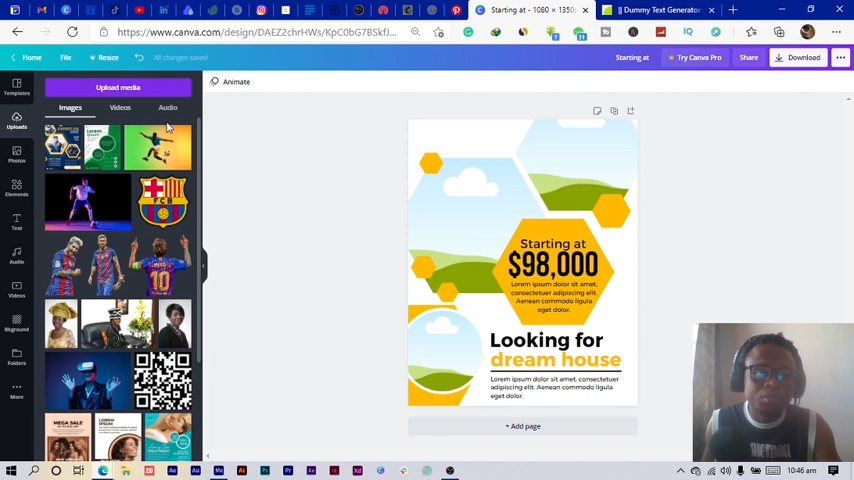 Starting at - 1080 × 1350p
|| Dummy Text Generator
https://www.canva.com/design/DAEZ2chrHWs/KpC0bG7BSkfJ...
Home
File
Resize
All changes saved
Starting at
Try Canva Pro
Share
Download
Templates
Uploads
Photos
Elements
Text
Audio
Videos
Bkground
Folders
More
Upload media
Images
Videos
Audio
FCB
10
MEGA SALE
Animate
Starting at
$98,000
Lorem ipsum dolor sit amet,
consectetuer adipiscing elit.
Aenean commodo ligula
eget dolor.
Looking for
dream house
Lorem ipsum dolor sit amet, consectetuer
adipiscing elit. Aenean commodo ligula
eget dolor.
+ Add page
10:46 am